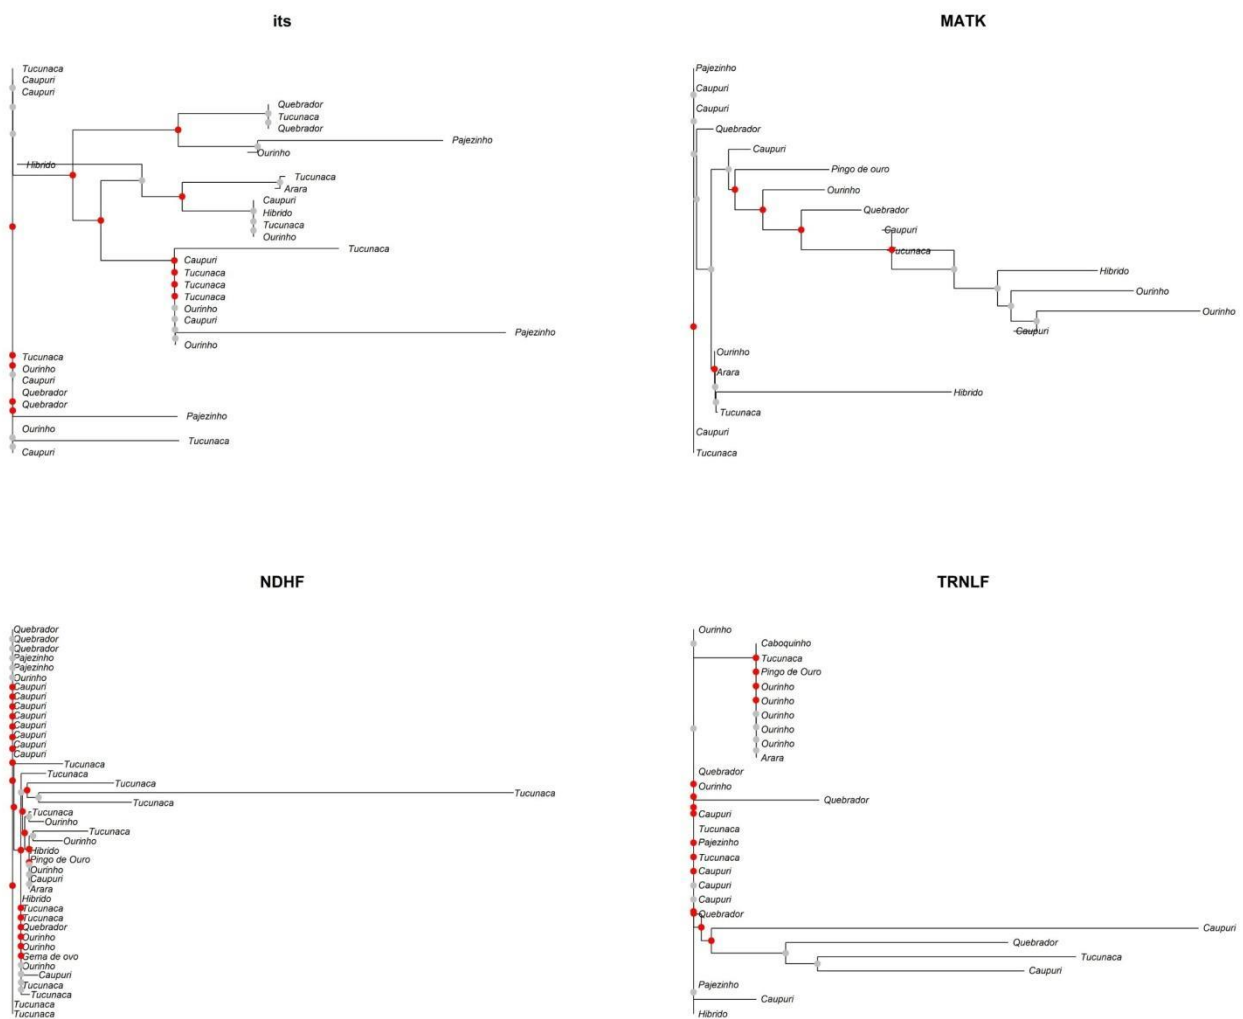 its
Tucunaca
Caupuri
Caupuri
Quebrador
Tucunaca
Quebrador
Pajezinho
Ourinho
Hibrido
Tucunaca
Arara
Caupuri
Hibrido
Tucunaca
Ourinho
Tucunaca
Caupuri
Tucunaca
Tucunaca
Tucunaca
Ourinho
Caupuri
Pajezinho
Ourinho
Tucunaca
Ourinho
Caupuri
Quebrador
Quebrador
Pajezinho
Ourinho
Tucunaca
Caupuri
MATK
Pajezinho
Caupuri
Caupuri
Quebrador
Caupuri
Pingo de ouro
Ourinho
Quebrador
Caupuri
Tucunaca
Hibrido
Ourinho
Ourinho
Caupuri
Ourinho
Arara
Hibrido
Tucunaca
Caupuri
Tucunaca
NDHF
Quebrador
Quebrador
Quebrador
Pajezinho
Pajezinho
Ourinho
Caupuri
Caupuri
Caupuri
Caupuri
Caupuri
Caupuri
Caupuri
Caupuri
Tucunaca
Tucunaca
Tucunaca
Tucunaca
Tucunaca
Tucunaca
Ourinho
Tucunaca
Ourinho
Hibrido
Pingo de Ouro
Ourinho
Caupuri
Arara
Hibrido
Tucunaca
Tucunaca
Quebrador
Ourinho
Ourinho
Gema de ovo
Ourinho
Caupuri
Tucunaca
Tucunaca
Tucunaca
Tucunaca
TRNLF
Ourinho
Caboquinho
Tucunaca
Pingo de Ouro
Ourinho
Ourinho
Ourinho
Ourinho
Ourinho
Arara
Quebrador
Ourinho
Quebrador
Caupuri
Tucunaca
Pajezinho
Tucunaca
Caupuri
Caupuri
Caupuri
Quebrador
Caupuri
Quebrador
Tucunaca
Caupuri
Pajezinho
Caupuri
Hibrido